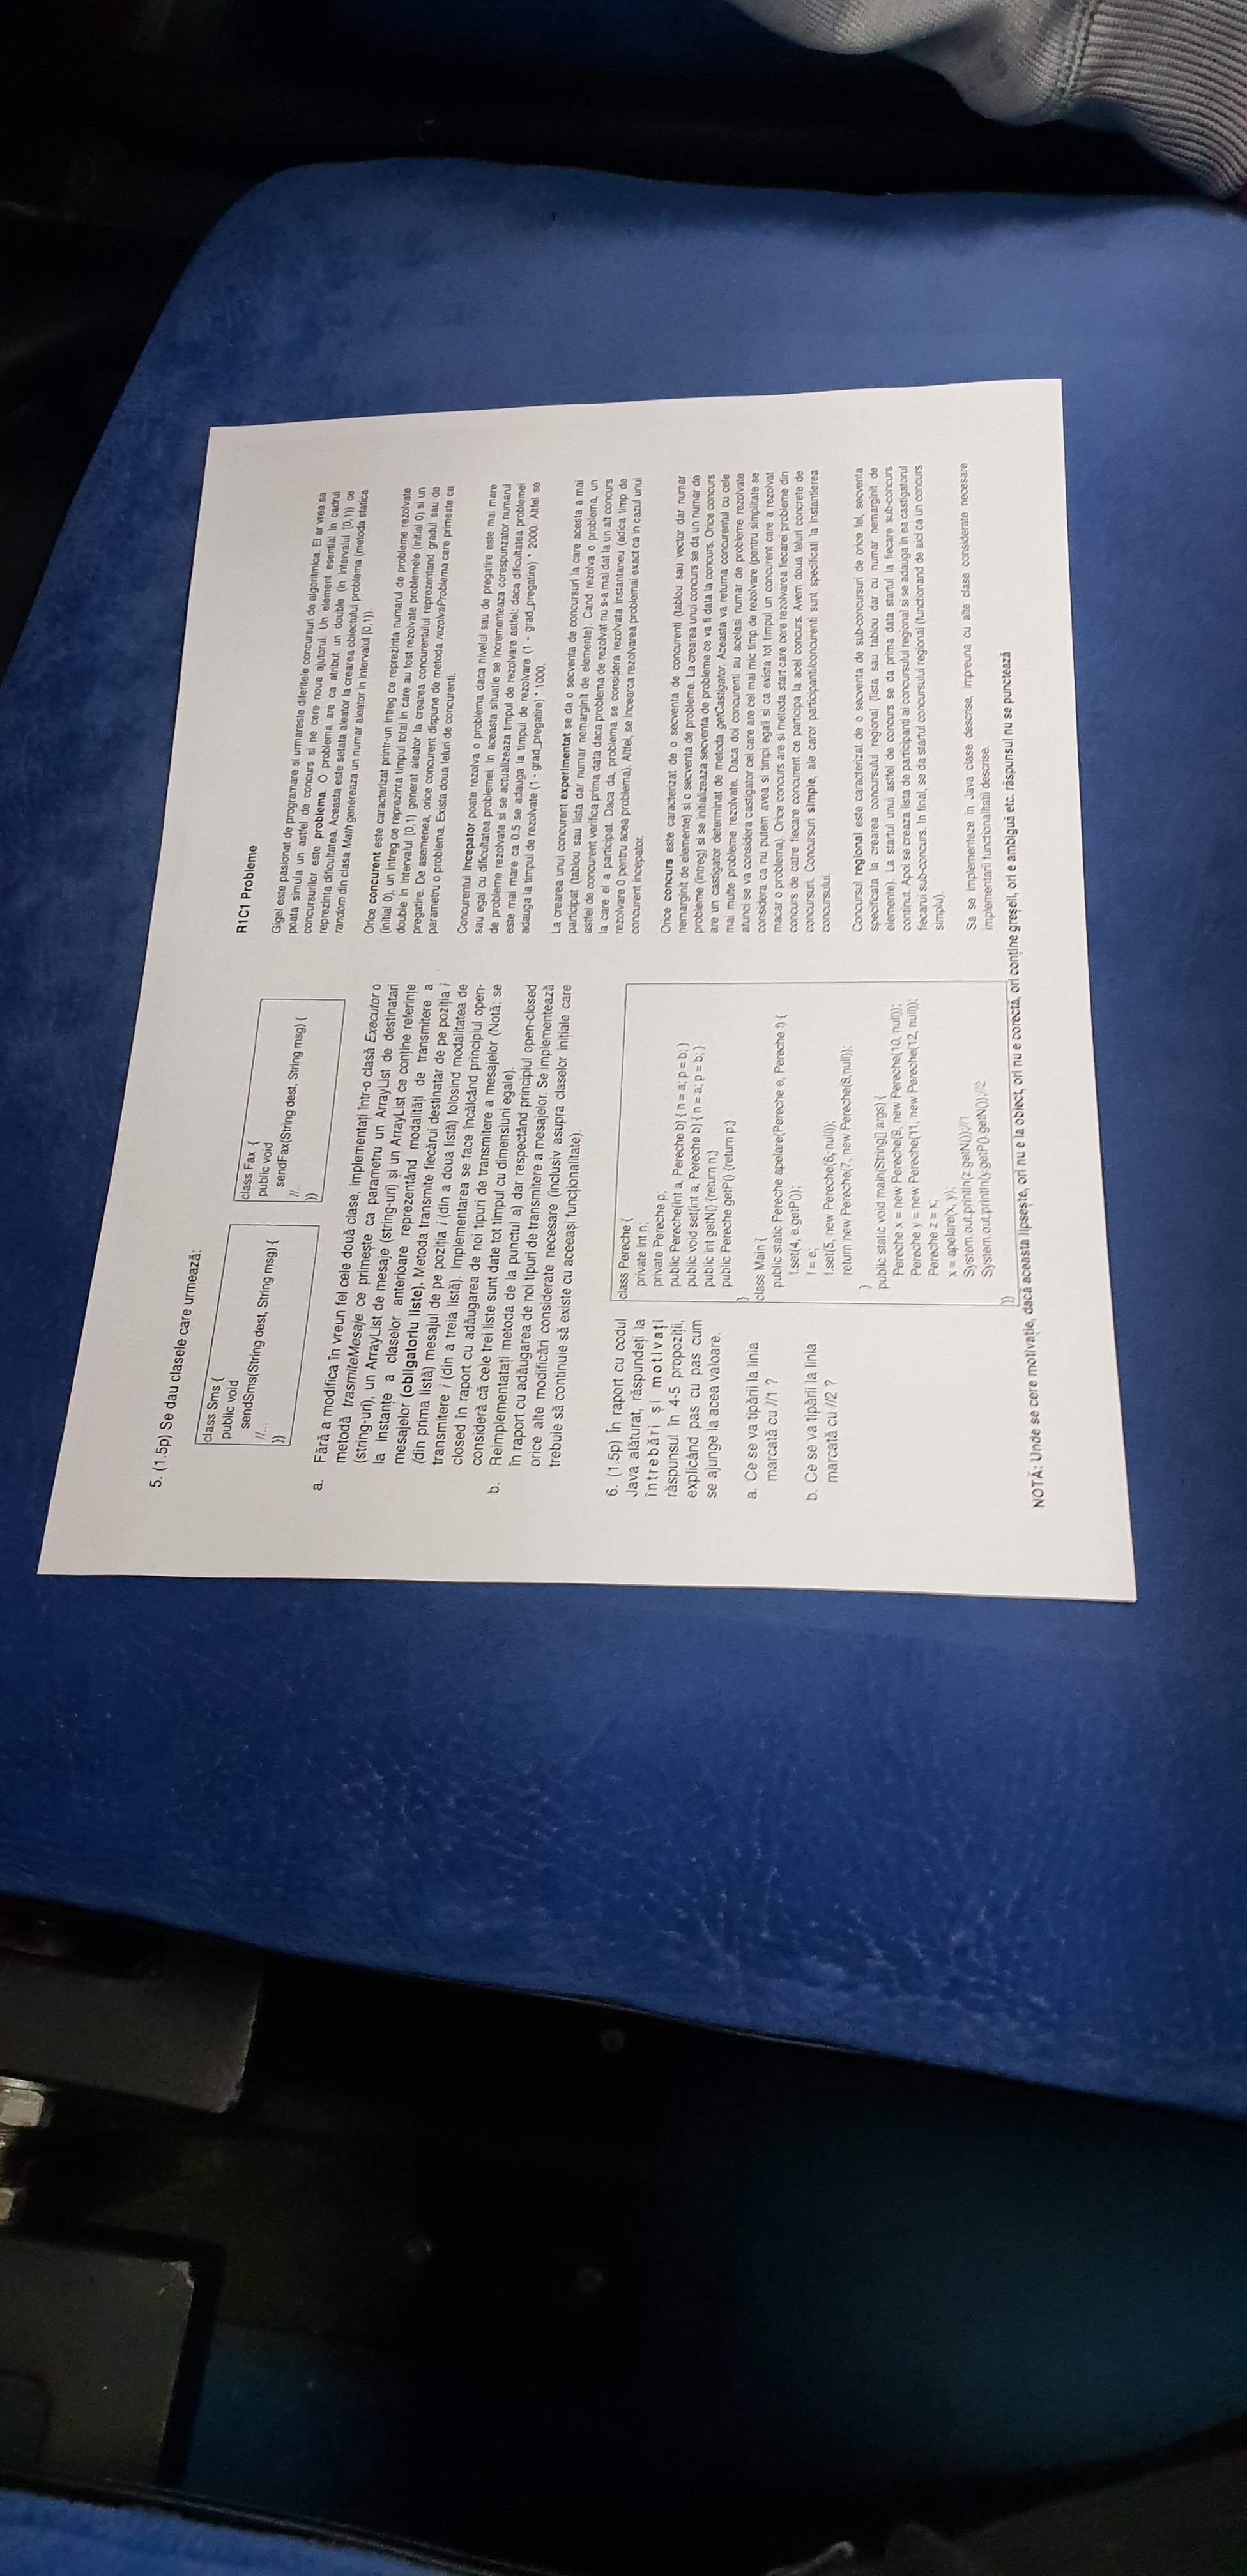 5. (1.5p) Se dau clasele care urmează:
class Sms {
public void
sendSms(String dest, String msg) {
//...
}}
class Fax {
public void
sendFax(String dest, String msg) {
//...
}}
a. Fără a modifica în vreun fel cele două clase, implementați într-o clasă Executor o
metodă trasmiteMesaje ce primește ca parametru un ArrayList de destinatari
(string-uri), un ArrayList de mesaje (string-uri) și un ArrayList ce conține referințe
la instanțe a claselor anterioare reprezentând modalități de transmitere a
mesajelor (obligatoriu liste). Metoda transmite fiecărui destinatar de pe poziția i
(din prima listă) mesajul de pe poziția i (din a doua listă) folosind modalitatea de
transmitere i (din a treia listă). Implementarea se face încălcând principiul open-
closed în raport cu adăugarea de noi tipuri de transmitere a mesajelor (Notă: se
consideră că cele trei liste sunt date tot timpul cu dimensiuni egale).
b. Reimplementatați metoda de la punctul a) dar respectând principiul open-closed
în raport cu adăugarea de noi tipuri de transmitere a mesajelor. Se implementează
orice alte modificări considerate necesare (inclusiv asupra claselor inițiale care
trebuie să continuie să existe cu aceeași funcționalitate).
6. (1.5p) În raport cu codul
Java alăturat, răspundeți la
întrebări și motivați
răspunsul în 4-5 propoziții,
explicând pas cu pas cum
se ajunge la acea valoare.
a. Ce se va tipării la linia
marcată cu //1 ?
b. Ce se va tipării la linia
marcată cu //2 ?
class Pereche {
private int n;
private Pereche p;
public Pereche(int a, Pereche b) { n = a; p = b; }
public void set(int a, Pereche b) { n = a; p = b; }
public int getN() {return n;}
public Pereche getP() {return p;}
}
class Main {
public static Pereche apelare(Pereche e, Pereche f) {
f.set(4, e.getP());
f = e;
f.set(5, new Pereche(6, null));
return new Pereche(7, new Pereche(8,null));
}
public static void main(String[] args) {
Pereche x = new Pereche(9, new Pereche(10, null));
Pereche y = new Pereche(11, new Pereche(12, null));
Pereche z = x;
x = apelare(x, y);
System.out.println(z.getN());//1
System.out.println(y.getP().getN());//2
}}
NOTĂ: Unde se cere motivație, dacă aceasta lipsește, ori nu e la obiect, ori nu e corectă, ori conține greșeli, ori e ambiguă etc. răspunsul nu se punctează
R1C1 Probleme
Gigel este pasionat de programare si urmareste diferitele concursuri de algoritmica. El ar vrea sa
poata simula un astfel de concurs si ne cere noua ajutorul. Un element esential in cadrul
concursurilor este problema. O problema are ca atribut un double (in intervalul [0,1)) ce
reprezinta dificultatea. Aceasta este setata aleator la crearea obiectului problema (metoda statica
random din clasa Math genereaza un numar aleator in intervalul [0,1)).
Orice concurent este caracterizat printr-un intreg ce reprezinta numarul de probleme rezolvate
(initial 0), un intreg ce reprezinta timpul total in care au fost rezolvate problemele (initial 0) si un
double in intervalul [0,1) generat aleator la crearea concurentului reprezentand gradul sau de
pregatire. De asemenea, orice concurent dispune de metoda rezolvaProblema care primeste ca
parametru o problema. Exista doua feluri de concurenti.
Concurentul incepator poate rezolva o problema daca nivelul sau de pregatire este mai mare
sau egal cu dificultatea problemei. In aceasta situatie se incrementeaza corespunzator numarul
de probleme rezolvate si se actualizeaza timpul de rezolvare astfel: daca dificultatea problemei
este mai mare ca 0.5 se adauga la timpul de rezolvare (1 - grad_pregatire) * 2000. Altfel se
adauga la timpul de rezolvate (1 - grad_pregatire) * 1000.
La crearea unui concurent experimentat se da o secventa de concursuri la care acesta a mai
participat (tablou sau lista dar numar nemarginit de elemente). Cand rezolva o problema, un
astfel de concurent verifica prima data daca problema de rezolvat nu s-a mai dat la un alt concurs
la care el a participat. Daca da, problema se considera rezolvata instantaneu (adica timp de
rezolvare 0 pentru acea problema). Altfel, se incearca rezolvarea problemai exact ca in cazul unui
concurent incepator.
Orice concurs este caracterizat de o secventa de concurenti (tablou sau vector dar numar
nemarginit de elemente) si o secventa de probleme. La crearea unui concurs se da un numar de
probleme (intreg) si se initializeaza secventa de probleme ce va fi data la concurs. Orice concurs
are un castigator determinat de metoda getCastigator. Aceasta va returna concurentul cu cele
mai multe probleme rezolvate. Daca doi concurenti au acelasi numar de probleme rezolvate
atunci se va considera castigator cel care are cel mai mic timp de rezolvare (pentru simplitate se
considera ca nu putem avea si timpi egali si ca exista tot timpul un concurent care a rezolvat
macar o problema). Orice concurs are si metoda start care cere rezolvarea fiecarei probleme din
concurs de catre fiecare concurent ce participa la acel concurs. Avem doua feluri concrete de
concursuri. Concursuri simple, ale caror participanti/concurenti sunt specificati la instantierea
concursului.
Concursul regional este caracterizat de o secventa de sub-concursuri de orice fel, secventa
specificata la crearea concursului regional (lista sau tablou dar cu numar nemarginit de
elemente). La startul unui astfel de concurs se da prima data startul la fiecare sub-concurs
continut. Apoi se creaza lista de participanti al concursului regional si se adauga in ea castigatorul
fiecarui sub-concurs. In final, se da startul concursului regional (functionand de aici ca un concurs
simplu).
Sa se implementeze in Java clase descrise, impreuna cu alte clase considerate necesare
implementarii functionalitatii descrise.